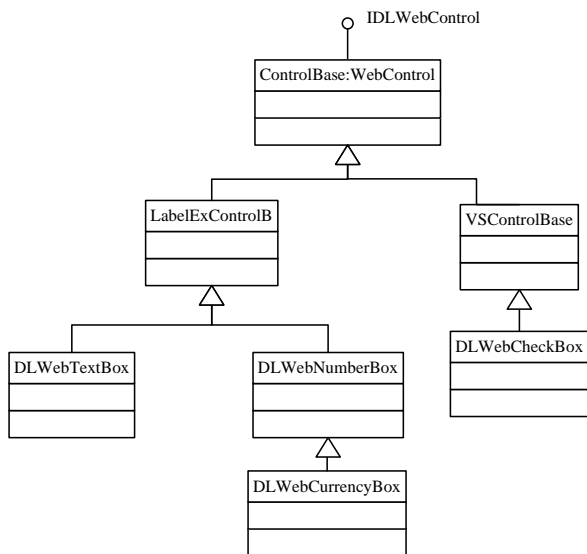 IDLWebControl
ControlBase:WebControl
LabelExControlB
VSControlBase
DLWebTextBox
DLWebNumberBox
DLWebCheckBox
DLWebCurrencyBox